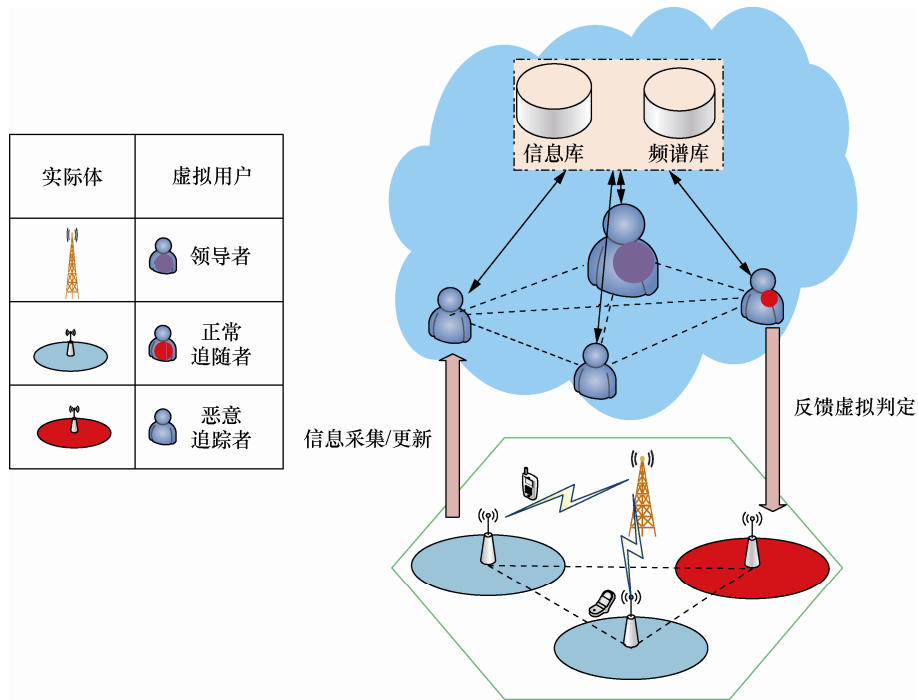 信息库
频谱库
实际体
虚拟用户
领导者
正常
追随者
恶意
追踪者
信息采集/更新
反馈虚拟判定